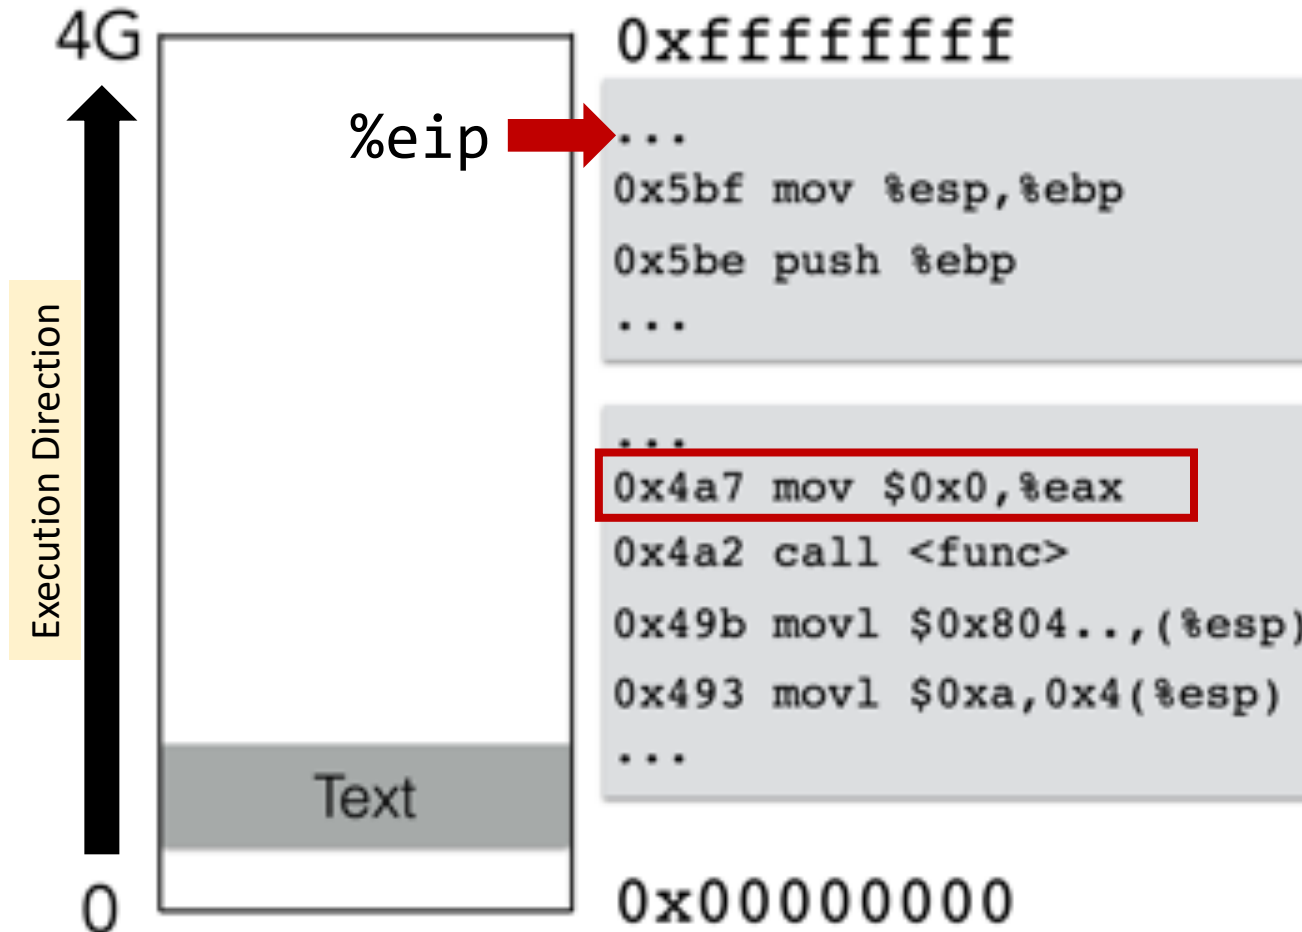 4G
0xffffffff
%eip
...
0x5bf mov %esp,%ebp
0x5be push %ebp
...
Execution Direction
...
0x4a7 mov $0x0,%eax
0x4a2 call <func>
0x49b movl $0x804..,(%esp)
0x493 movl $0xa,0x4(%esp)
...
Text
0
0x00000000